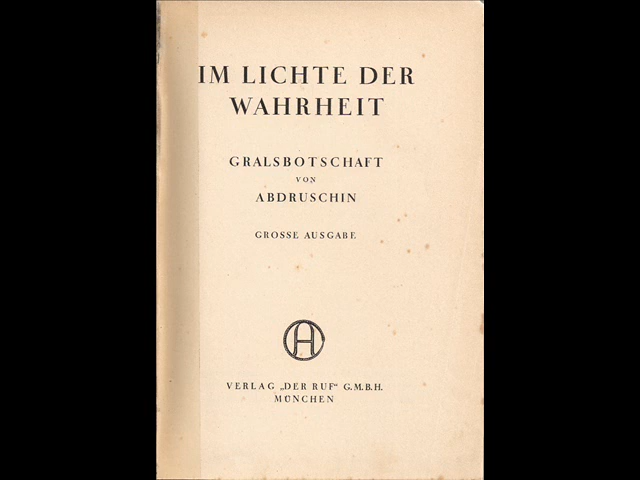 IM LICHTE DER
WAHRHEIT
GRALSBOTSCHAFT
VON
ABDRUSCHIN
GROSSE AUSGABE
A
VERLAG „DER RUF“ G.M.B.H.
MÜNCHEN